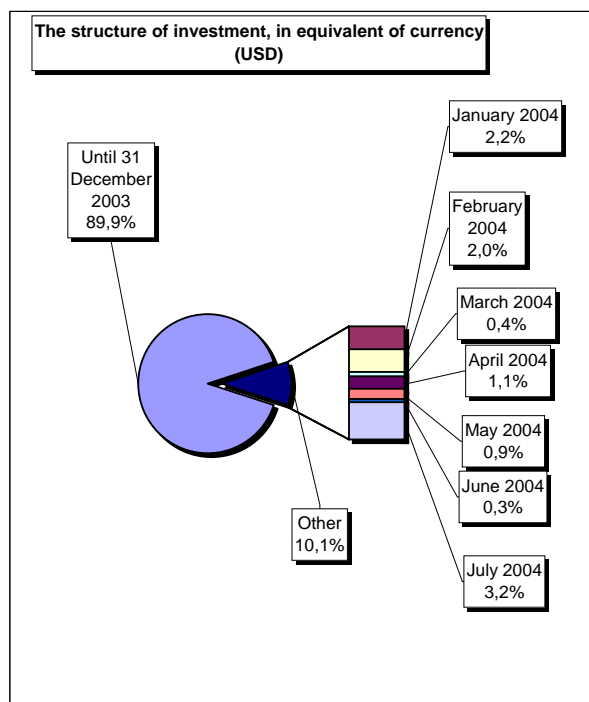 The structure of investment, in equivalent of currency
(USD)
Until 31
December
2003
89,9%
January 2004
2,2%
February
2004
2,0%
March 2004
0,4%
April 2004
1,1%
May 2004
0,9%
June 2004
0,3%
July 2004
3,2%
Other
10,1%